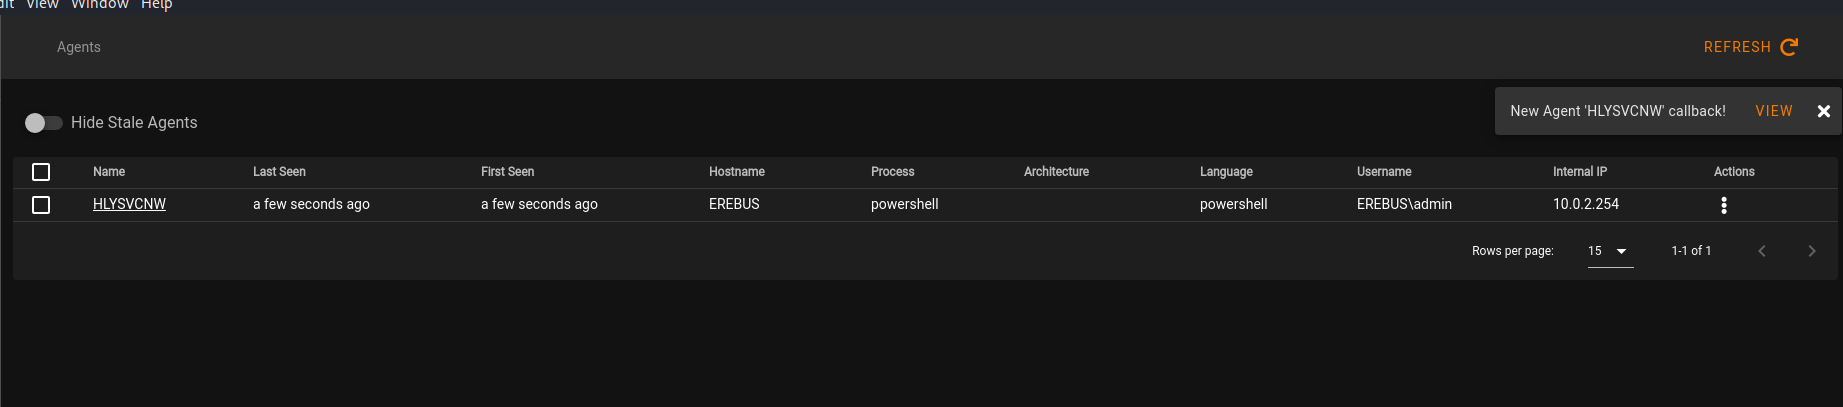 dit View Window Help
Agents
REFRESH
Hide Stale Agents
New Agent 'HLYSVCNW' callback! VIEW
Name Last Seen First Seen Hostname Process Architecture Language Username Internal IP Actions
HLYSVCNW a few seconds ago a few seconds ago EREBUS powershell powershell EREBUS\admin 10.0.2.254
Rows per page: 15 1-1 of 1